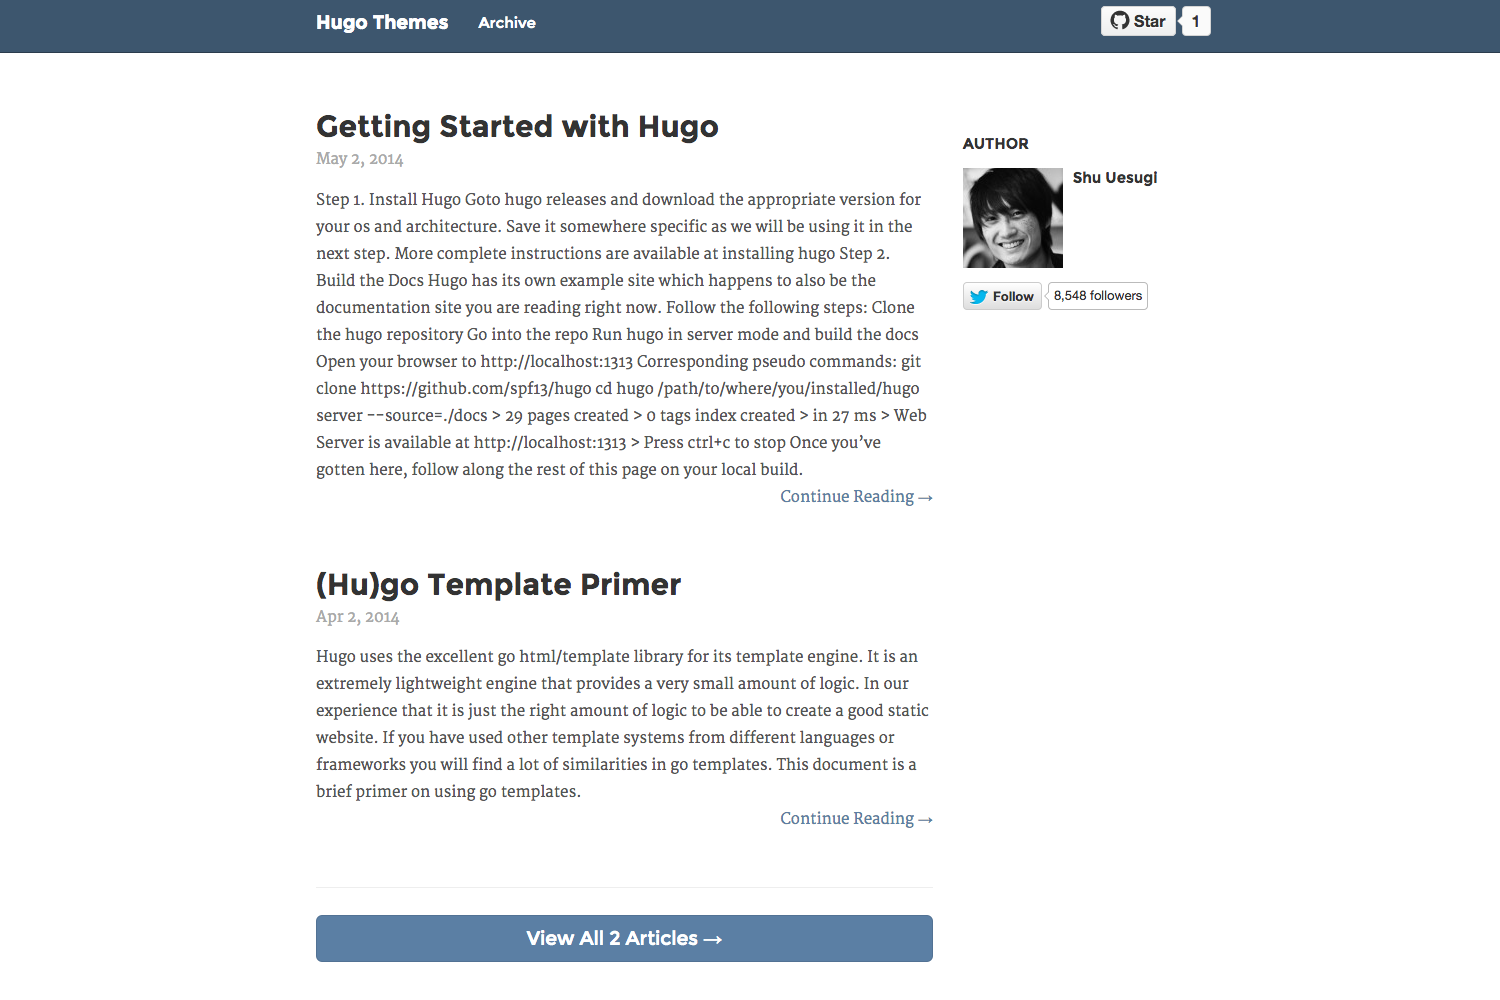 Hugo Themes
Archive
Star
1
Getting Started with Hugo
May 2, 2014
Step 1. Install Hugo Goto hugo releases and download the appropriate version for
your os and architecture. Save it somewhere specific as we will be using it in the
next step. More complete instructions are available at installing hugo Step 2.
Build the Docs Hugo has its own example site which happens to also be the
documentation site you are reading right now. Follow the following steps: Clone
the hugo repository Go into the repo Run hugo in server mode and build the docs
Open your browser to http://localhost:1313 Corresponding pseudo commands: git
clone https://github.com/spf13/hugo cd hugo /path/to/where/you/installed/hugo
server --source=./docs > 29 pages created > 0 tags index created > in 27 ms > Web
Server is available at http://localhost:1313 > Press ctrl+c to stop Once you’ve
gotten here, follow along the rest of this page on your local build.
Continue Reading →
(Hu)go Template Primer
Apr 2, 2014
Hugo uses the excellent go html/template library for its template engine. It is an
extremely lightweight engine that provides a very small amount of logic. In our
experience that it is just the right amount of logic to be able to create a good static
website. If you have used other template systems from different languages or
frameworks you will find a lot of similarities in go templates. This document is a
brief primer on using go templates.
Continue Reading →
View All 2 Articles →
AUTHOR
Shu Uesugi
Follow
8,548 followers